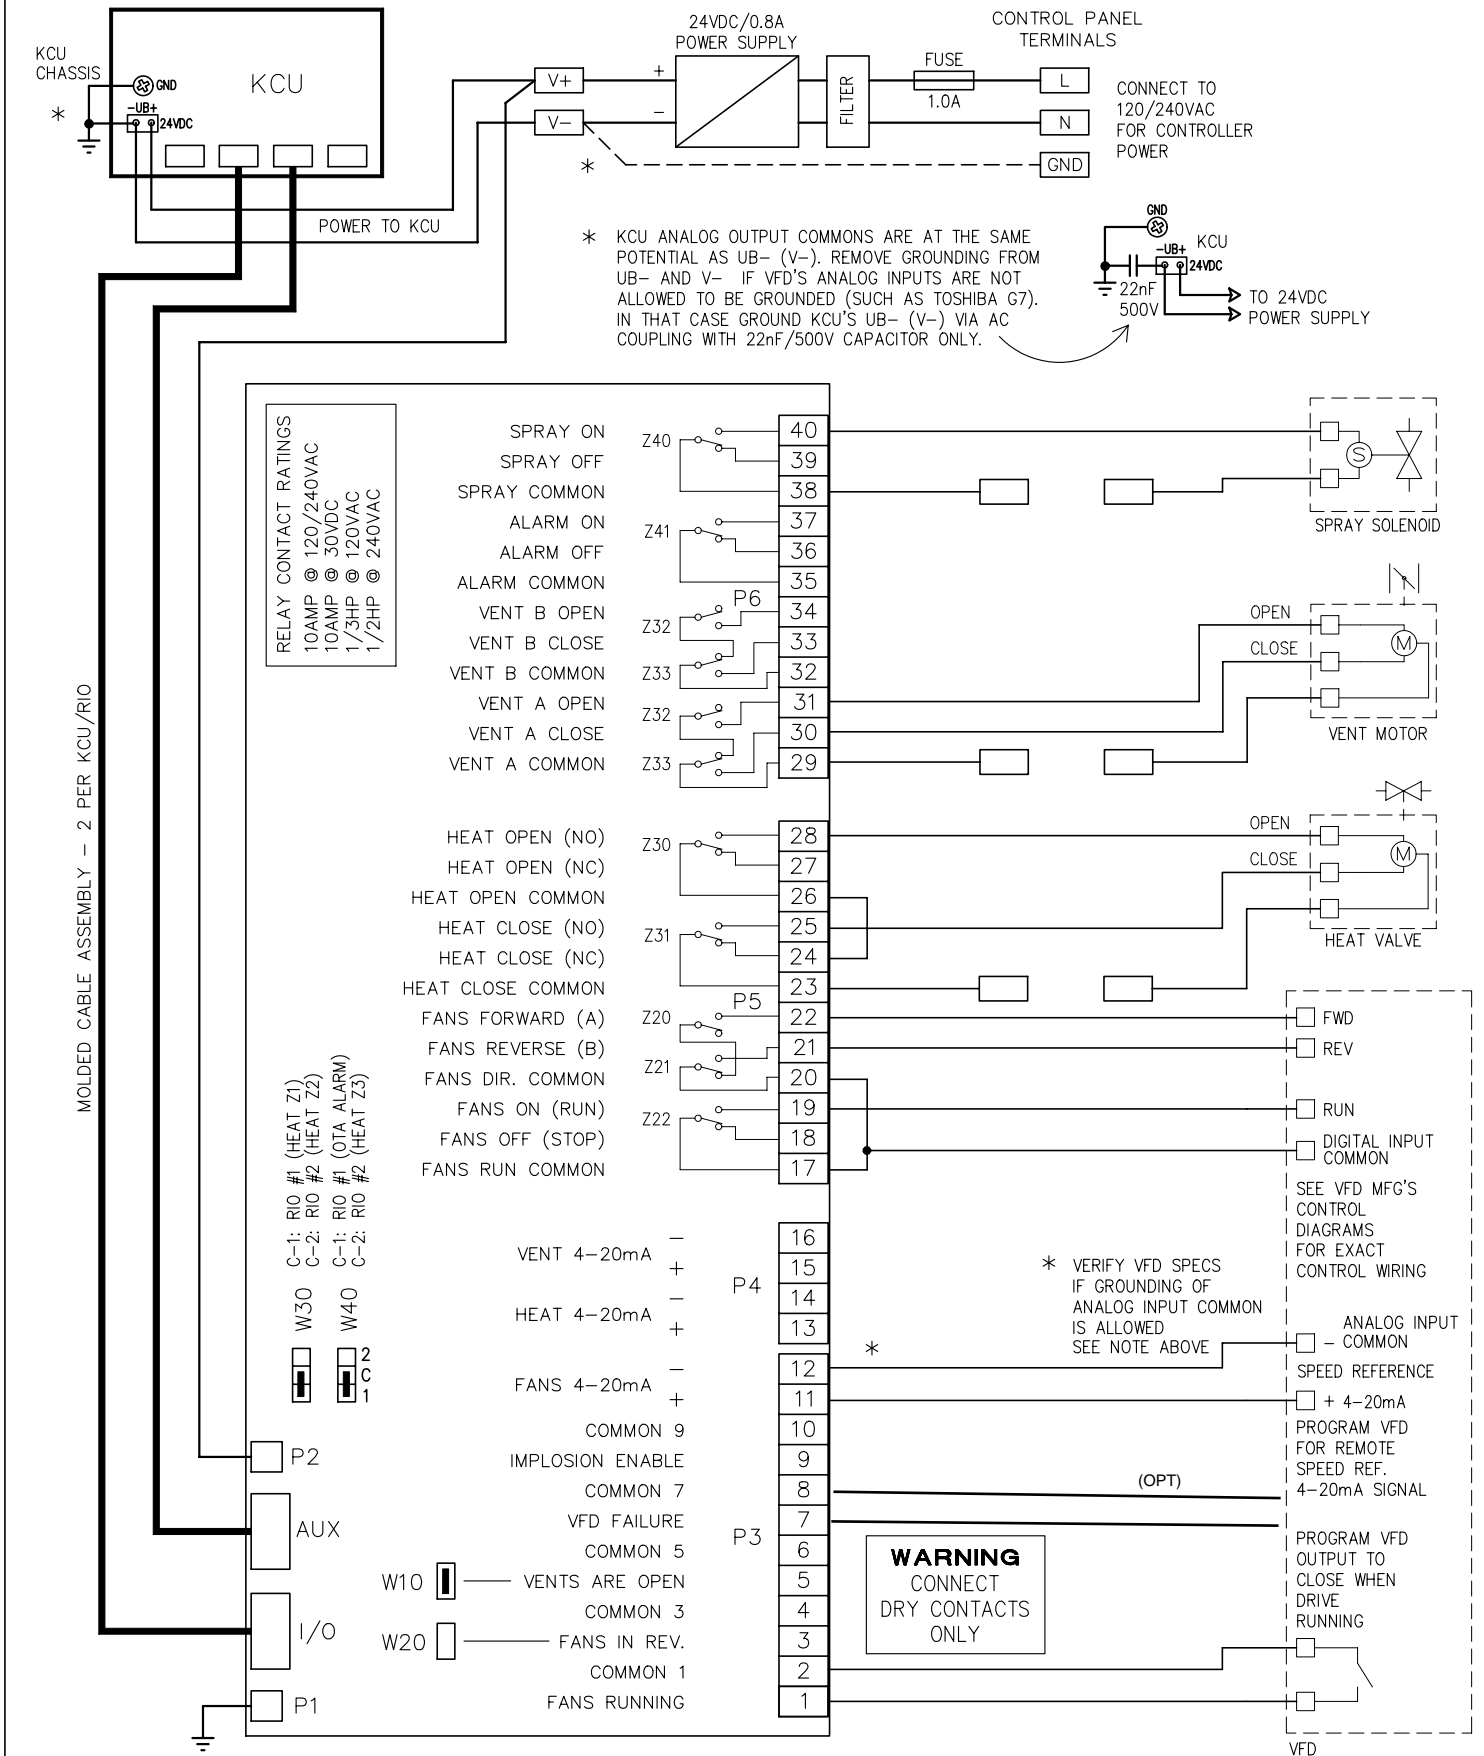 24VDC/0.8A
POWER SUPPLY
CONTROL PANEL
TERMINALS
KCU
CHASSIS
*
GND
KCU
-UB+
24VDC
V+
+
V−
−
FILTER
FUSE
1.0A
L
N
GND
CONNECT TO
120/240VAC
FOR CONTROLLER
POWER
*
POWER TO KCU
* KCU ANALOG OUTPUT COMMONS ARE AT THE SAME
POTENTIAL AS UB− (V−). REMOVE GROUNDING FROM
UB− AND V− IF VFD'S ANALOG INPUTS ARE NOT
ALLOWED TO BE GROUNDED (SUCH AS TOSHIBA G7).
IN THAT CASE GROUND KCU'S UB− (V−) VIA AC
COUPLING WITH 22nF/500V CAPACITOR ONLY.
GND
-UB+ KCU
24VDC
22nF
500V
TO 24VDC
POWER SUPPLY
RELAY CONTACT RATINGS
10AMP @ 120/240VAC
10AMP @ 30VDC
1/3HP @ 120VAC
1/2HP @ 240VAC
MOLDED CABLE ASSEMBLY − 2 PER KCU/RIO
SPRAY ON Z40 40
SPRAY OFF 39
SPRAY COMMON 38
ALARM ON Z41 37
ALARM OFF 36
ALARM COMMON 35
P6
VENT B OPEN Z32 34
VENT B CLOSE 33
VENT B COMMON Z33 32
VENT A OPEN Z32 31
VENT A CLOSE 30
VENT A COMMON Z33 29
S
SPRAY SOLENOID
OPEN
CLOSE
M
VENT MOTOR
HEAT OPEN (NO) Z30 28
HEAT OPEN (NC) 27
HEAT OPEN COMMON 26
HEAT CLOSE (NO) Z31 25
HEAT CLOSE (NC) 24
HEAT CLOSE COMMON 23
P5
FANS FORWARD (A) Z20 22
FANS REVERSE (B) 21
FANS DIR. COMMON Z21 20
FANS ON (RUN) Z22 19
FANS OFF (STOP) 18
FANS RUN COMMON 17
OPEN
CLOSE
M
HEAT VALVE
FWD
REV
RUN
DIGITAL INPUT
COMMON
SEE VFD MFG'S
CONTROL
DIAGRAMS
FOR EXACT
CONTROL WIRING
C−1: RIO #1 (HEAT Z1)
C−2: RIO #2 (HEAT Z2)
C−1: RIO #1 (OTA ALARM)
C−2: RIO #2 (HEAT Z3)
W30
W40
2
C
1
VENT 4−20mA
− 16
+ 15
P4
HEAT 4−20mA
− 14
+ 13
FANS 4−20mA
− 12
+ 11
*
* VERIFY VFD SPECS
IF GROUNDING OF
ANALOG INPUT COMMON
IS ALLOWED
SEE NOTE ABOVE
ANALOG INPUT
− COMMON
SPEED REFERENCE
+ 4−20mA
PROGRAM VFD
FOR REMOTE
SPEED REF.
4−20mA SIGNAL
COMMON 9 10
IMPLOSION ENABLE 9
COMMON 7 8
(OPT)
VFD FAILURE 7
P3
COMMON 5 6
W10 VENTS ARE OPEN 5
COMMON 3 4
W20 FANS IN REV. 3
COMMON 1 2
FANS RUNNING 1
P2
AUX
I/O
P1
WARNING
CONNECT
DRY CONTACTS
ONLY
PROGRAM VFD
OUTPUT TO
CLOSE WHEN
DRIVE
RUNNING
VFD